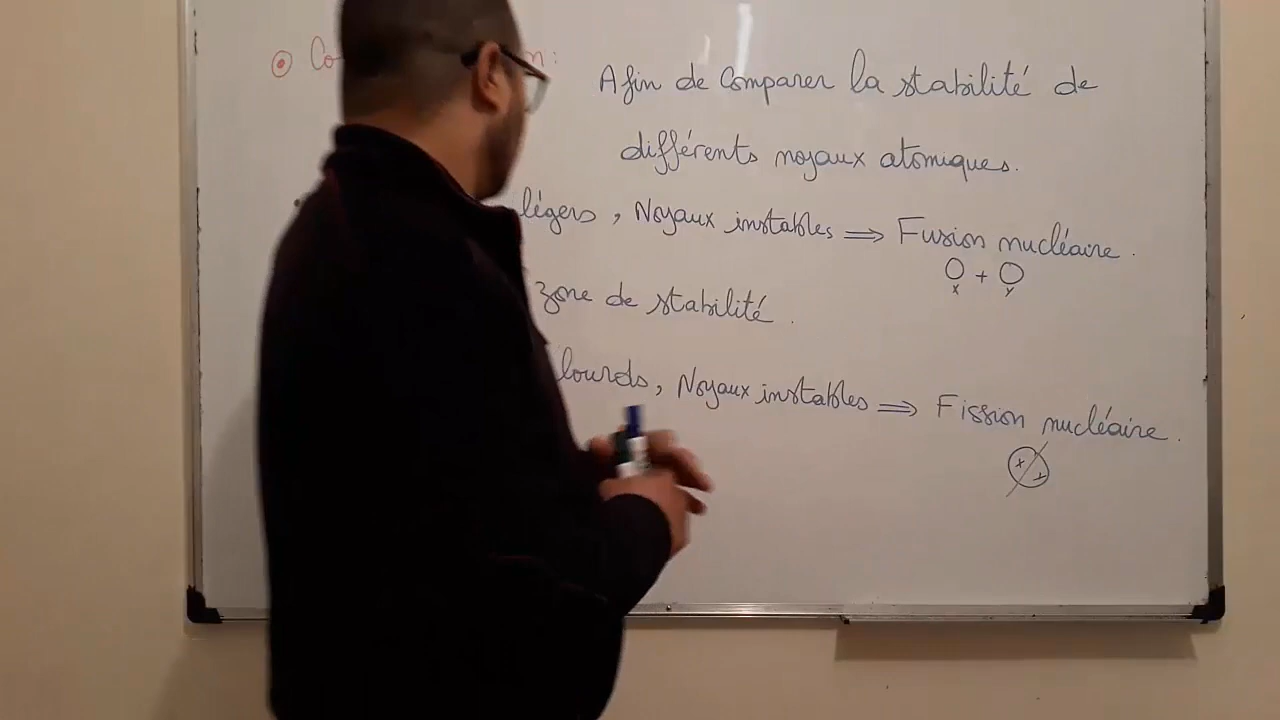 Afin de Comparer la stabilité de
différents noyaux atomiques.
légers, Noyaux instables ⟹ Fusion nucléaire.
+
x y
zone de stabilité.
lourds, Noyaux instables ⟹ Fission nucléaire.